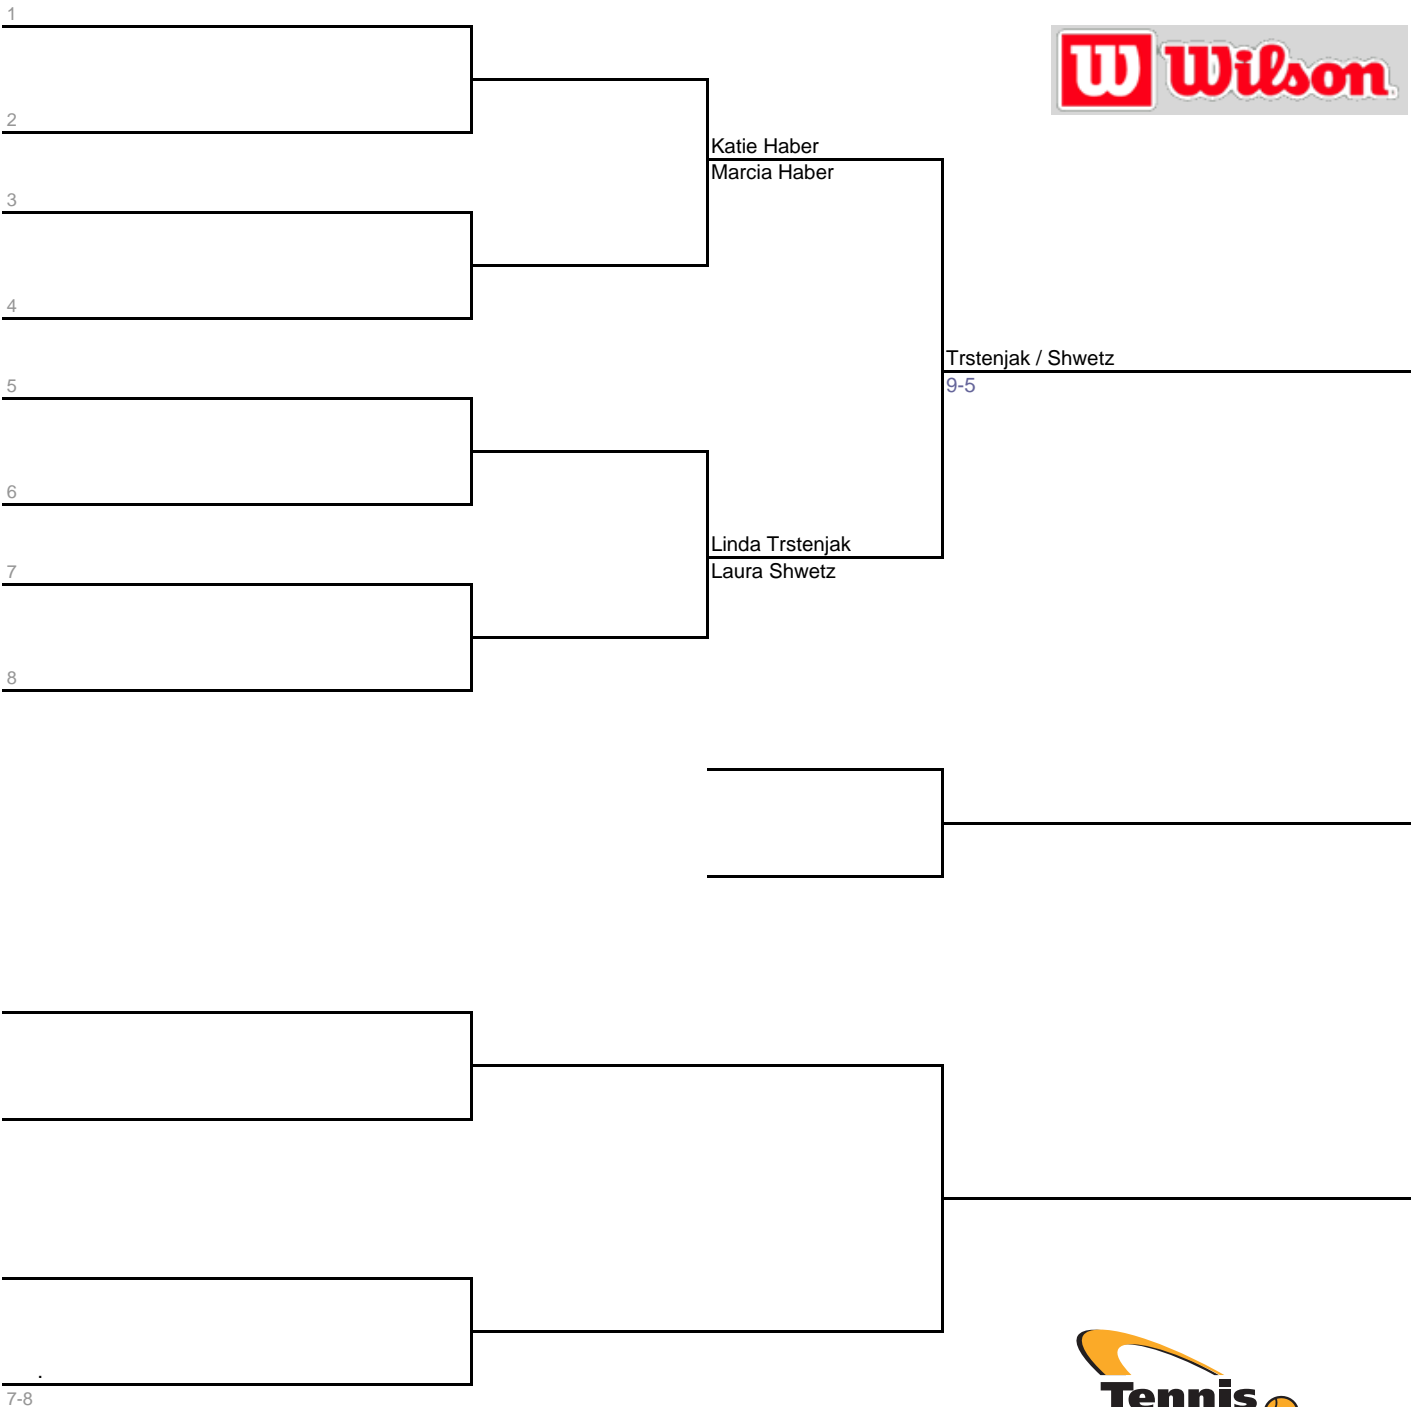 1
W Wilson
2
Katie Haber
Marcia Haber
3
4
Trstenjak / Shwetz
9-5
5
6
Linda Trstenjak
Laura Shwetz
7
8
.
7-8
Tennis